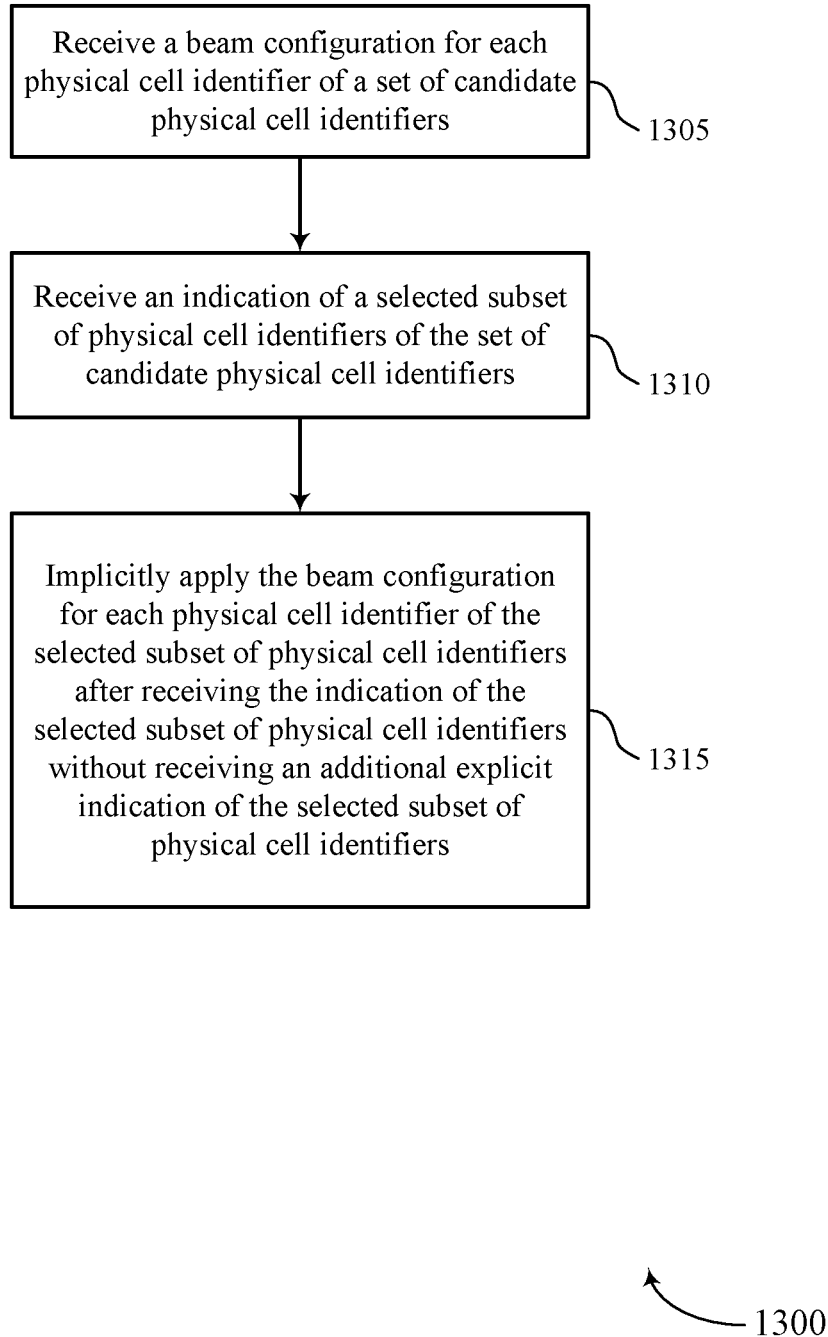 Receive a beam configuration for each
physical cell identifier of a set of candidate
physical cell identifiers
1305
Receive an indication of a selected subset
of physical cell identifiers of the set of
candidate physical cell identifiers
1310
Implicitly apply the beam configuration
for each physical cell identifier of the
selected subset of physical cell identifiers
after receiving the indication of the
selected subset of physical cell identifiers
without receiving an additional explicit
indication of the selected subset of
physical cell identifiers
1315
1300